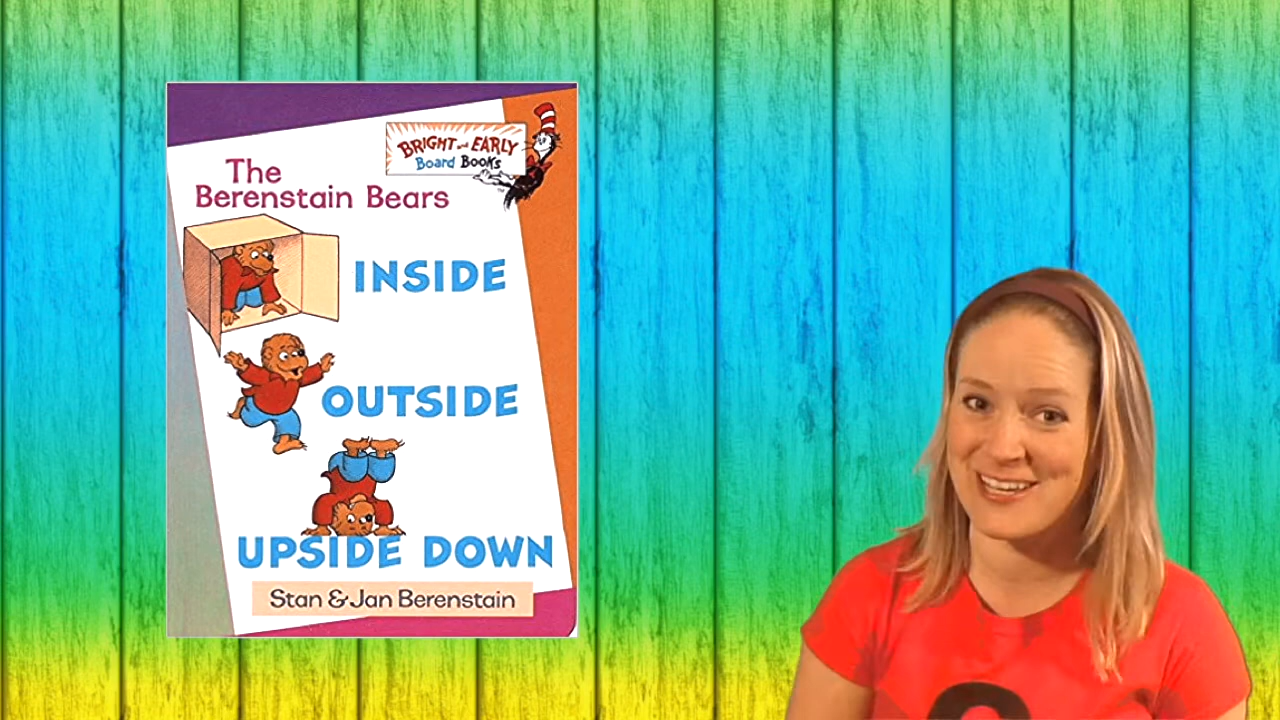 BRIGHT and EARLY
Board Books
The
Berenstain Bears
INSIDE
OUTSIDE
UPSIDE DOWN
Stan & Jan Berenstain